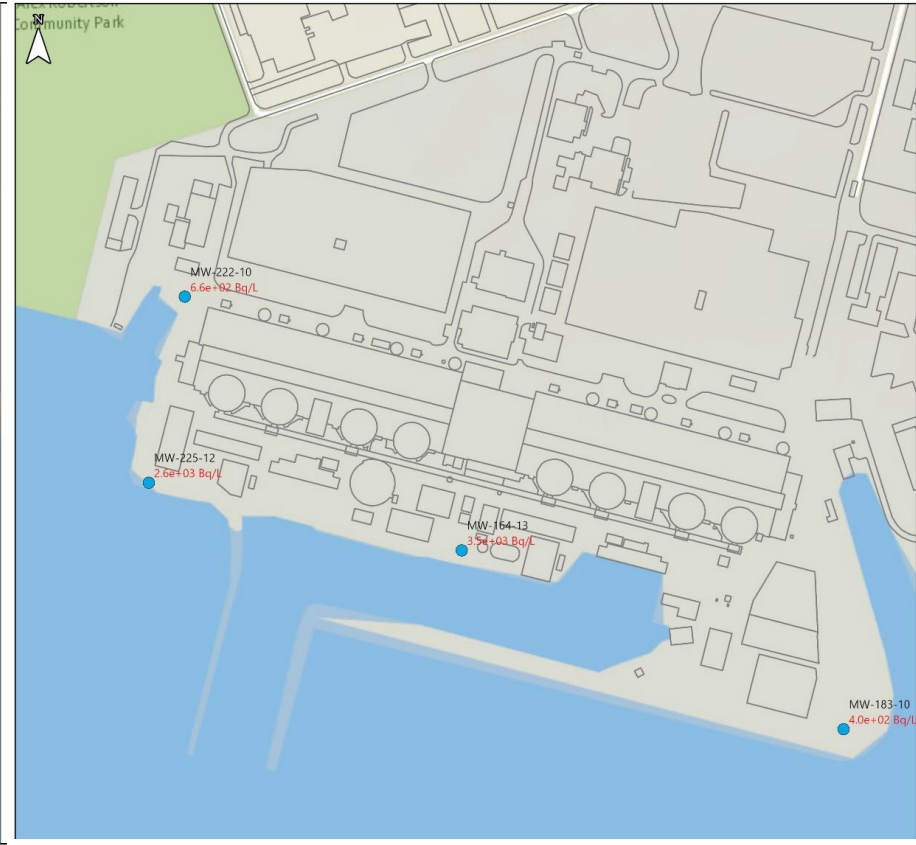 Community Park
N
MW-222-10
6.6e+02 Bq/L
MW-225-12
2.6e+03 Bq/L
MW-164-13
3.5e+03 Bq/L
MW-183-10
4.0e+02 Bq/L